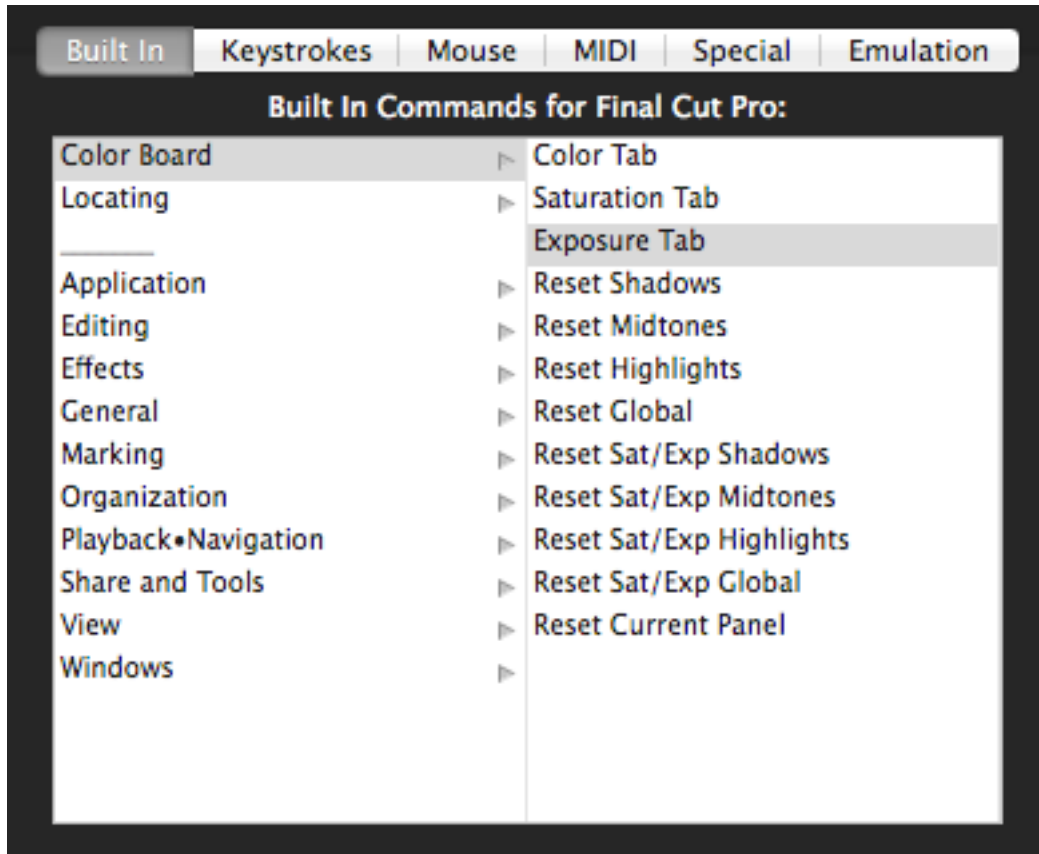 Built In Keystrokes Mouse MIDI Special Emulation
Built In Commands for Final Cut Pro:
Color Board
Locating
______
Application
Editing
Effects
General
Marking
Organization
Playback•Navigation
Share and Tools
View
Windows
Color Tab
Saturation Tab
Exposure Tab
Reset Shadows
Reset Midtones
Reset Highlights
Reset Global
Reset Sat/Exp Shadows
Reset Sat/Exp Midtones
Reset Sat/Exp Highlights
Reset Sat/Exp Global
Reset Current Panel